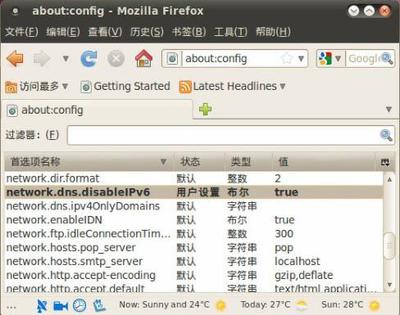 about:config - Mozilla Firefox
文件(F) 编辑(E) 查看(V) 历史(S) 书签(B) 工具(T) 帮助(H)
about:config Google
访问最多 Getting Started Latest Headlines
about:config
过滤器: (F)
首选项名称 状态 类型 值
network.dir.format 默认 整数 2
network.dns.disableIPv6 用户设置 布尔 true
network.dns.ipv4OnlyDomains 默认 字符串
network.enableIDN 默认 布尔 true
network.ftp.idleConnectionTim... 默认 整数 300
network.hosts.pop_server 默认 字符串 pop
network.hosts.smtp_server 默认 字符串 localhost
network.http.accept-encoding 默认 字符串 gzip,deflate
network.http.accept.default 默认 字符串 text/html,applicati...
... Now: Sunny and 24°C Today: 27°C Sun: 28°C